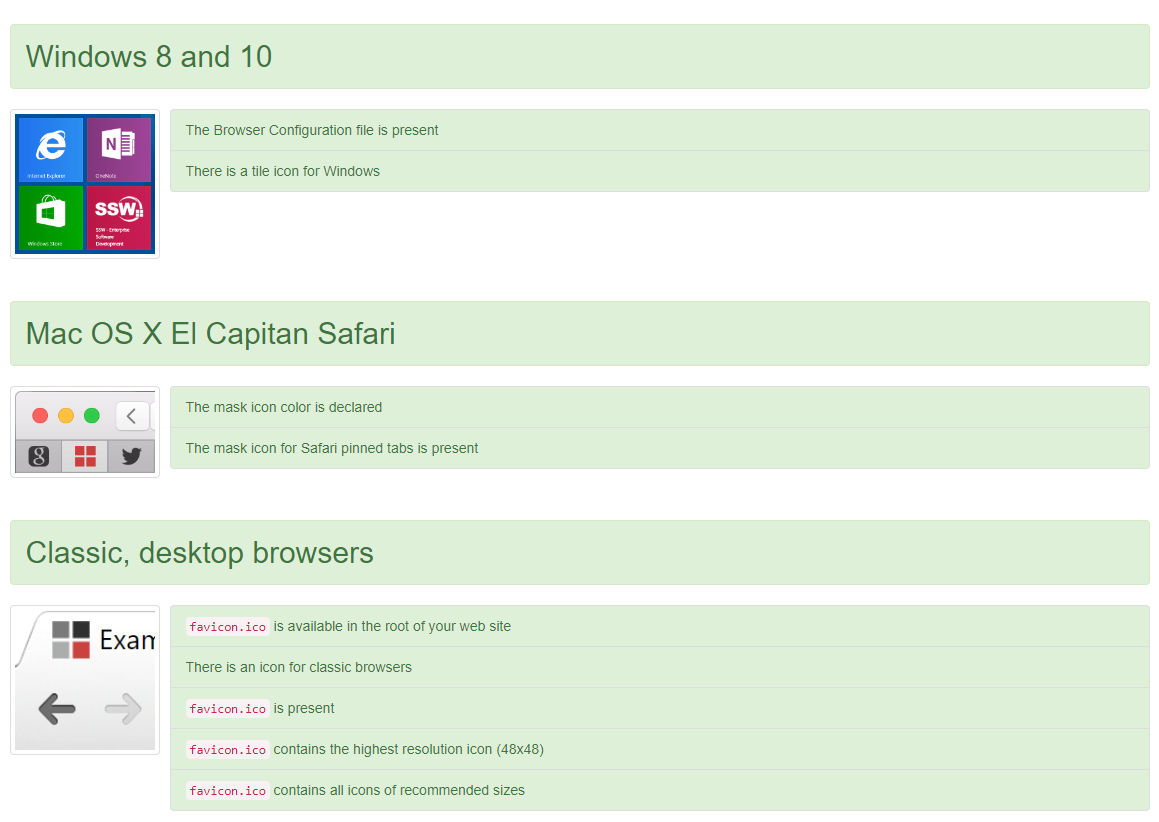 Windows 8 and 10
The Browser Configuration file is present
There is a tile icon for Windows
Internet Explorer
OneNote
Windows Store
SSW
SSW - Enterprise
Software
Development
Mac OS X El Capitan Safari
The mask icon color is declared
The mask icon for Safari pinned tabs is present
Classic, desktop browsers
Exam
favicon.ico is available in the root of your web site
There is an icon for classic browsers
favicon.ico is present
favicon.ico contains the highest resolution icon (48x48)
favicon.ico contains all icons of recommended sizes